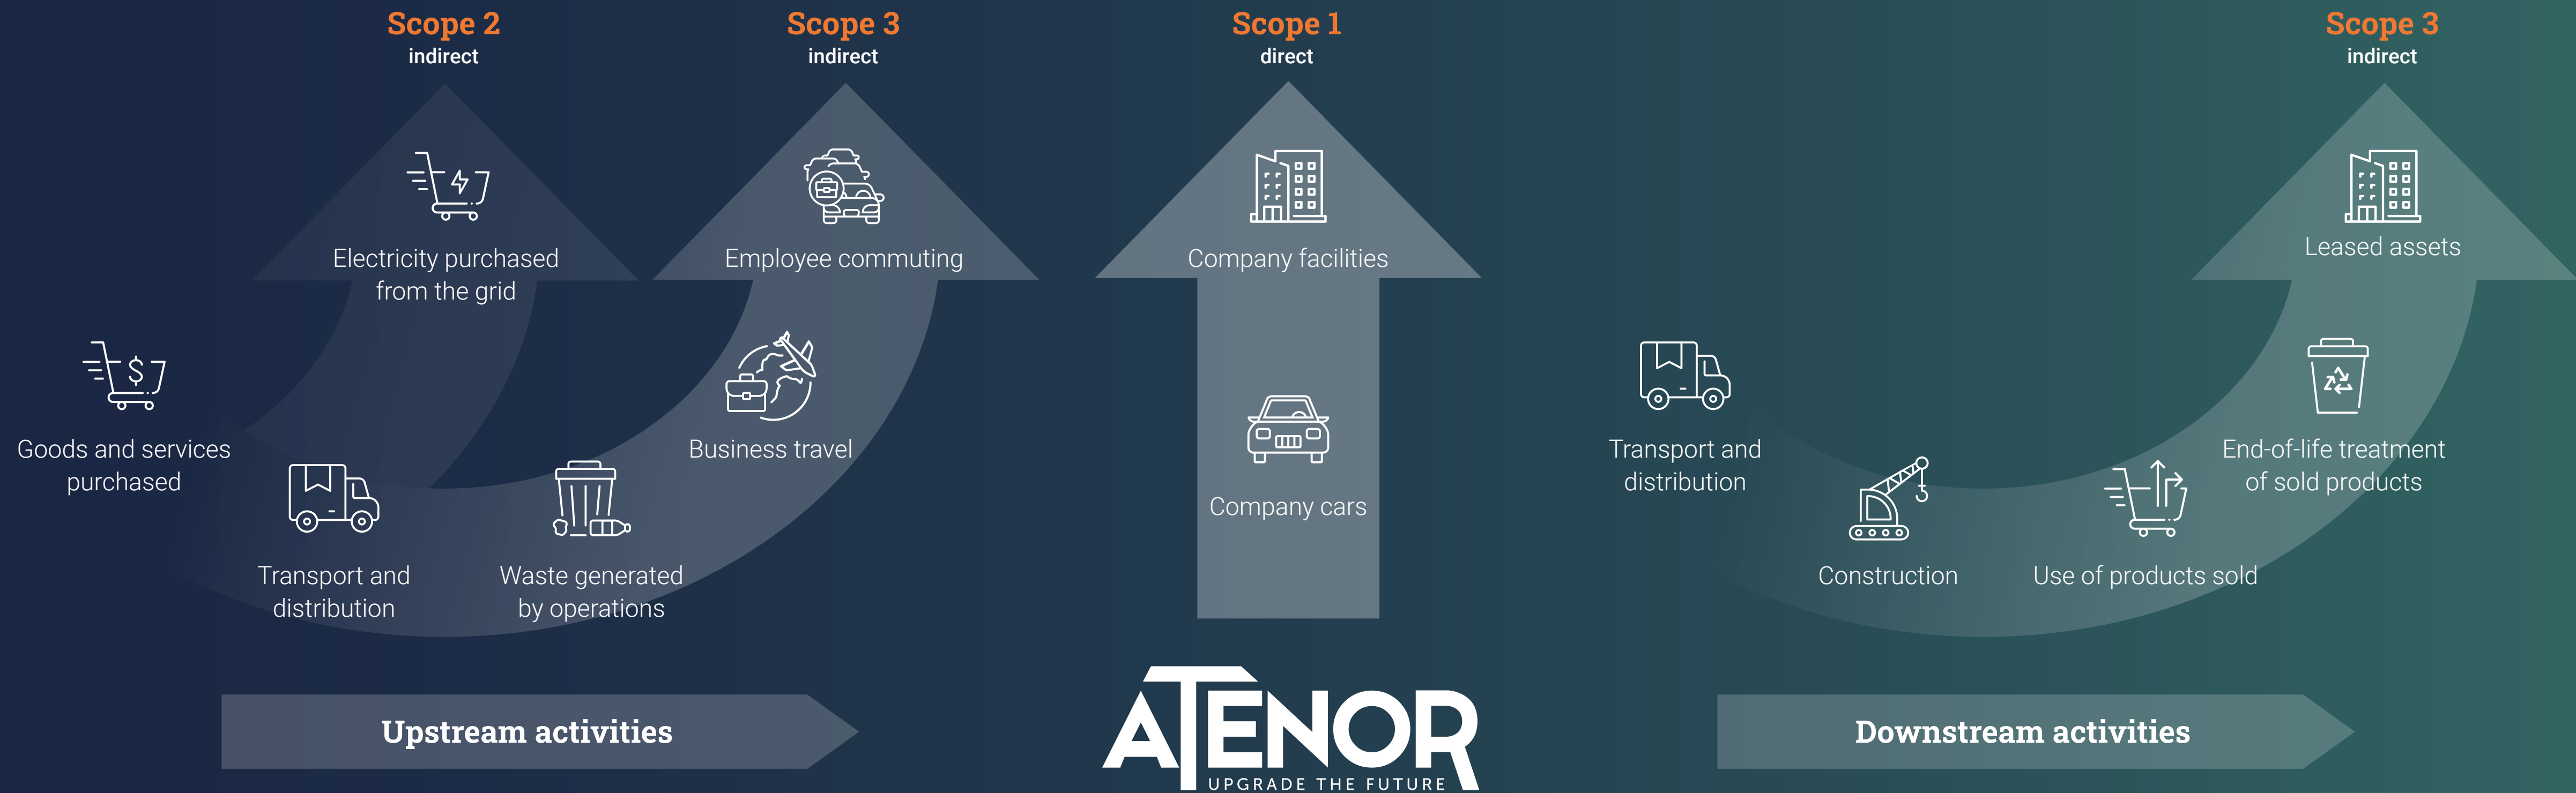 Scope 2
indirect
Scope 3
indirect
Scope 1
direct
Scope 3
indirect
Electricity purchased
from the grid
Employee commuting
Company facilities
Leased assets
$
Goods and services
purchased
Business travel
Transport and
distribution
End-of-life treatment
of sold products
Company cars
Transport and
distribution
Waste generated
by operations
Construction
Use of products sold
Upstream activities
ATENOR
UPGRADE THE FUTURE
Downstream activities